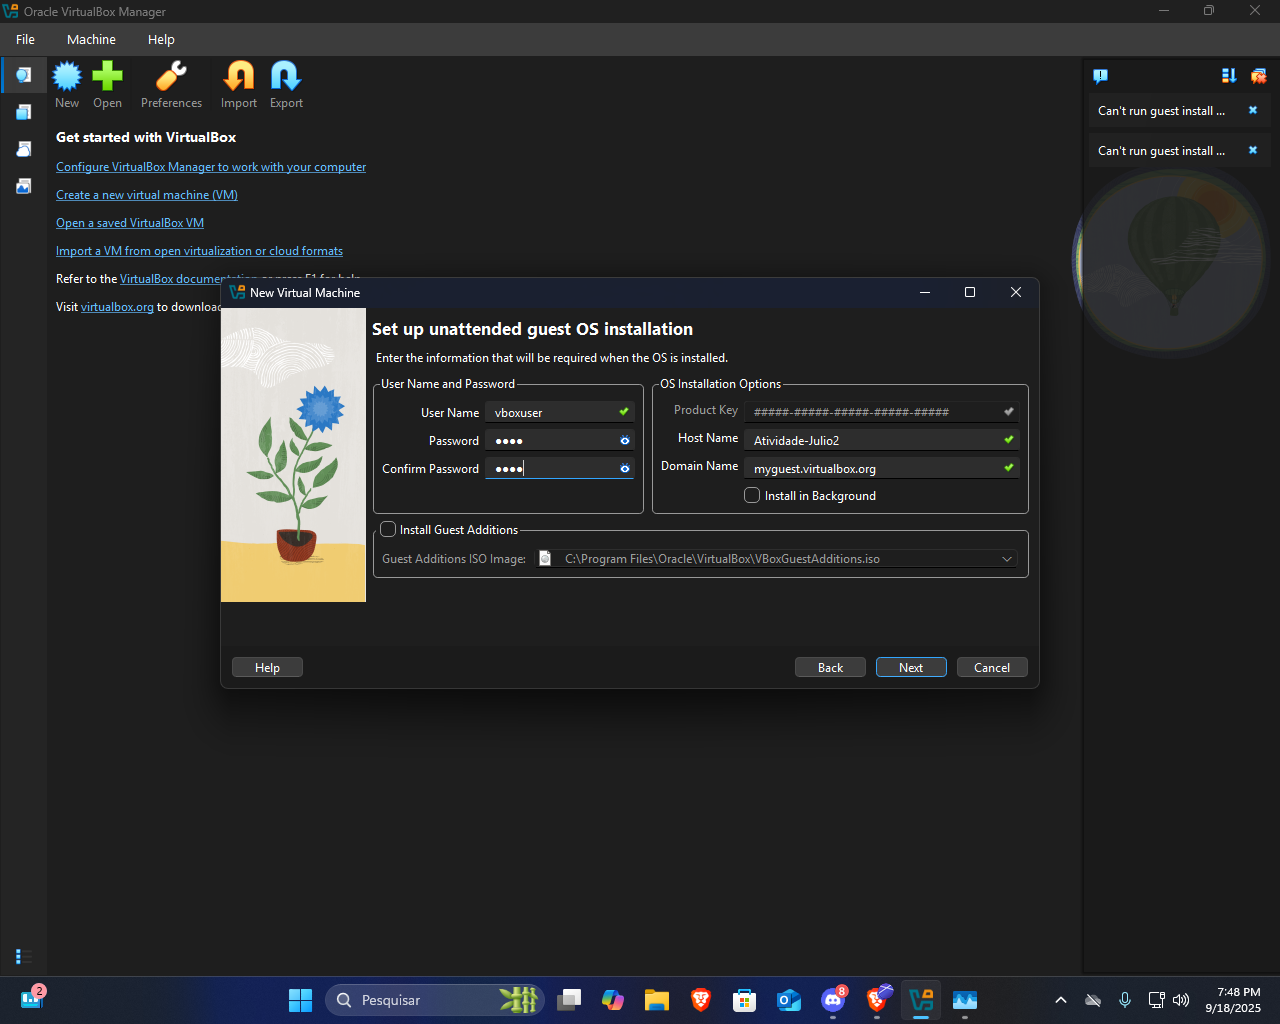 Oracle VirtualBox Manager
File Machine Help
New Open Preferences Import Export
Get started with VirtualBox
Configure VirtualBox Manager to work with your computer
Create a new virtual machine (VM)
Open a saved VirtualBox VM
Import a VM from open virtualization or cloud formats
Refer to the VirtualBox documentation or press F1 for help
Visit virtualbox.org to download
Can't run guest install ...
Can't run guest install ...
New Virtual Machine
Set up unattended guest OS installation
Enter the information that will be required when the OS is installed.
User Name and Password
User Name vboxuser
Password ●●●●
Confirm Password ●●●●
OS Installation Options
Product Key #####-#####-#####-#####-#####
Host Name Atividade-Julio2
Domain Name myguest.virtualbox.org
Install in Background
Install Guest Additions
Guest Additions ISO Image: C:\Program Files\Oracle\VirtualBox\VBoxGuestAdditions.iso
Help Back Next Cancel
2
Pesquisar
8
7:48 PM
9/18/2025